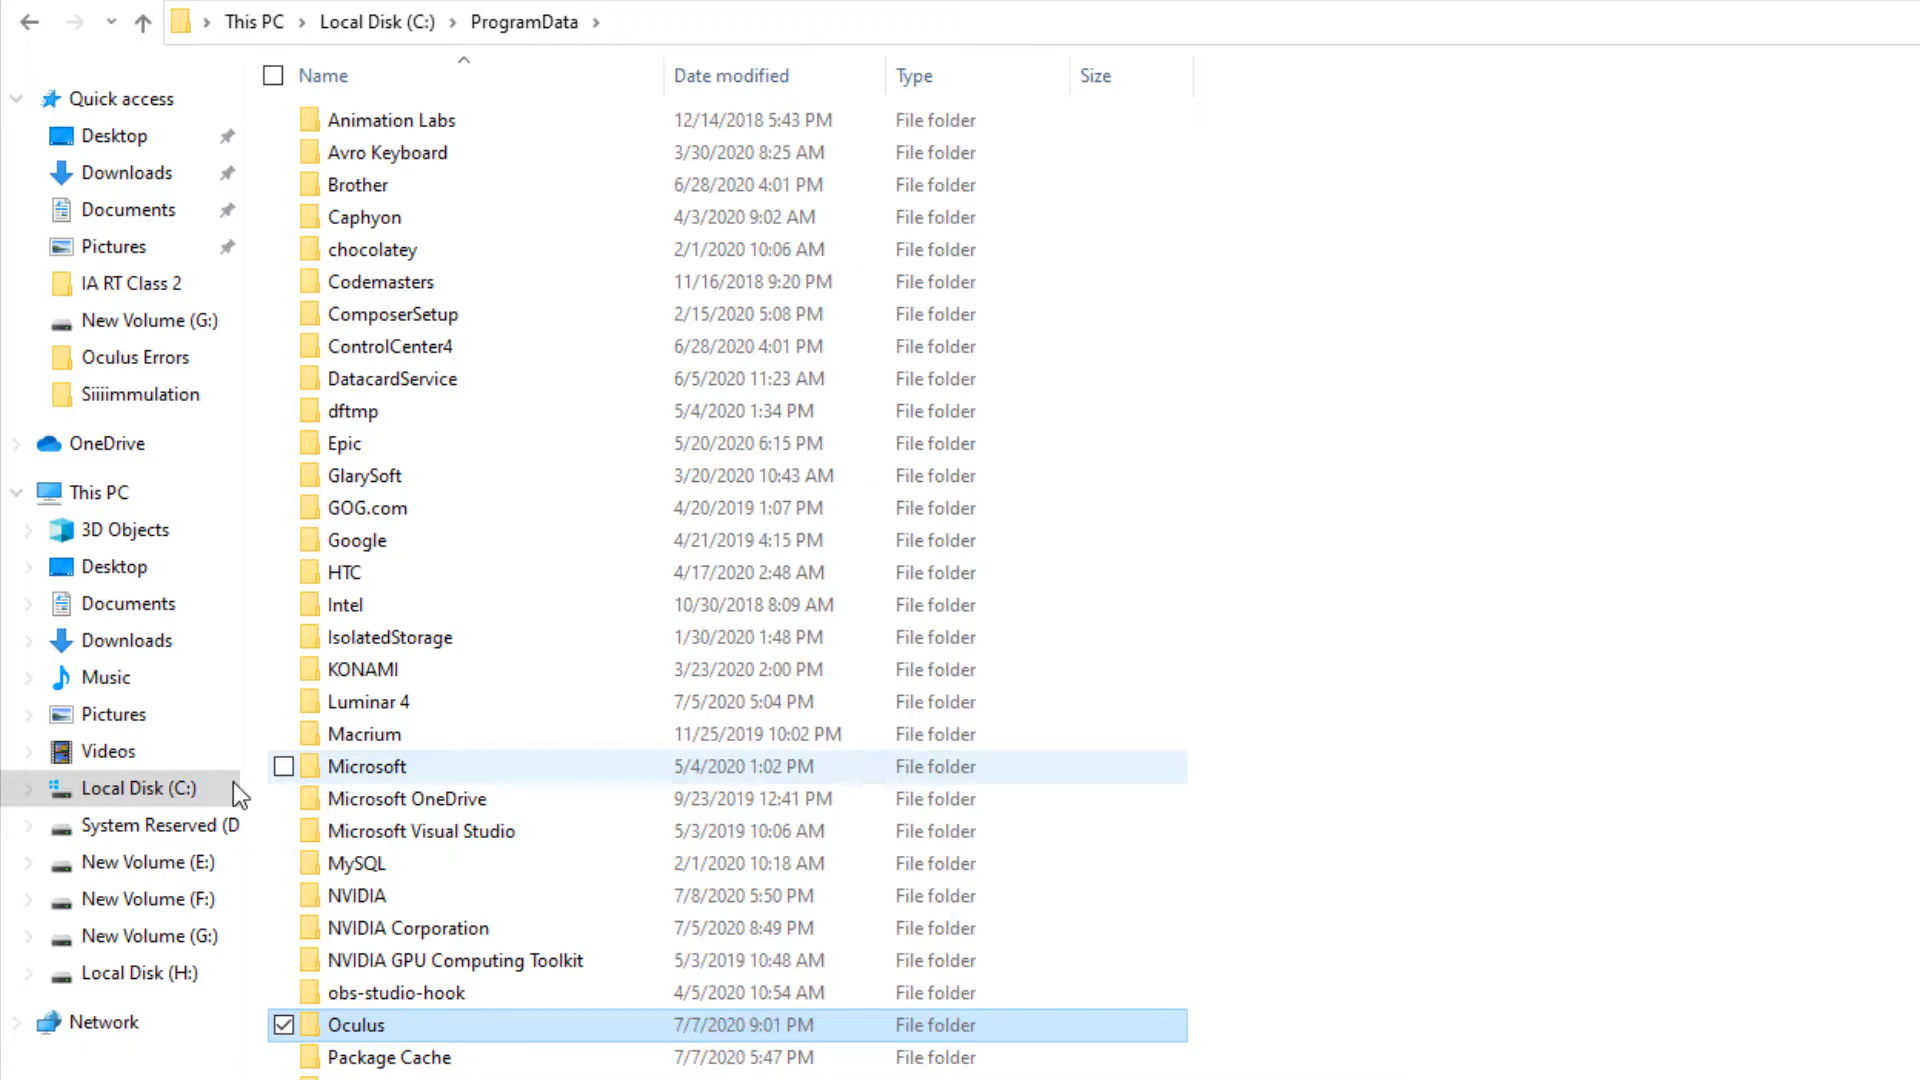 This PC > Local Disk (C:) > ProgramData >
Name Date modified Type Size
Quick access
Desktop
Downloads
Documents
Pictures
IA RT Class 2
New Volume (G:)
Oculus Errors
Siiiimmulation
OneDrive
This PC
3D Objects
Desktop
Documents
Downloads
Music
Pictures
Videos
Local Disk (C:)
System Reserved (D
New Volume (E:)
New Volume (F:)
New Volume (G:)
Local Disk (H:)
Network
Animation Labs 12/14/2018 5:43 PM File folder
Avro Keyboard 3/30/2020 8:25 AM File folder
Brother 6/28/2020 4:01 PM File folder
Caphyon 4/3/2020 9:02 AM File folder
chocolatey 2/1/2020 10:06 AM File folder
Codemasters 11/16/2018 9:20 PM File folder
ComposerSetup 2/15/2020 5:08 PM File folder
ControlCenter4 6/28/2020 4:01 PM File folder
DatacardService 6/5/2020 11:23 AM File folder
dftmp 5/4/2020 1:34 PM File folder
Epic 5/20/2020 6:15 PM File folder
GlarySoft 3/20/2020 10:43 AM File folder
GOG.com 4/20/2019 1:07 PM File folder
Google 4/21/2019 4:15 PM File folder
HTC 4/17/2020 2:48 AM File folder
Intel 10/30/2018 8:09 AM File folder
IsolatedStorage 1/30/2020 1:48 PM File folder
KONAMI 3/23/2020 2:00 PM File folder
Luminar 4 7/5/2020 5:04 PM File folder
Macrium 11/25/2019 10:02 PM File folder
Microsoft 5/4/2020 1:02 PM File folder
Microsoft OneDrive 9/23/2019 12:41 PM File folder
Microsoft Visual Studio 5/3/2019 10:06 AM File folder
MySQL 2/1/2020 10:18 AM File folder
NVIDIA 7/8/2020 5:50 PM File folder
NVIDIA Corporation 7/5/2020 8:49 PM File folder
NVIDIA GPU Computing Toolkit 5/3/2019 10:48 AM File folder
obs-studio-hook 4/5/2020 10:54 AM File folder
Oculus 7/7/2020 9:01 PM File folder
Package Cache 7/7/2020 5:47 PM File folder